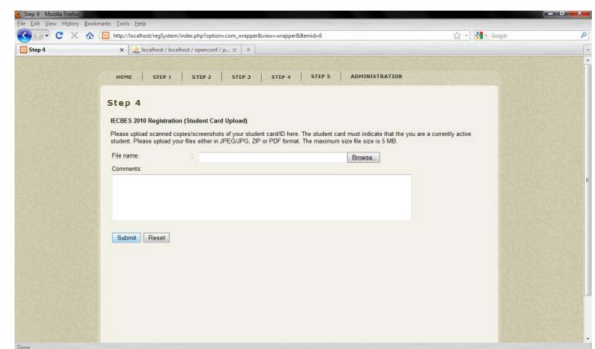 Step 4 - Mozilla Firefox
File Edit View History Bookmarks Tools Help
http://localhost/regSystem/index.php?option=com_wrapper&view=wrapper&Itemid=6
Google
Step 4
localhost / localhost / openconf / p...
HOME STEP 1 STEP 2 STEP 3 STEP 4 STEP 5 ADMINISTRATION
Step 4
IECBES 2010 Registration (Student Card Upload)
Please upload scanned copies/screenshots of your student card/ID here. The student card must indicate that the you are a currently active
student. Please upload your files either in JPEG/JPG, ZIP or PDF format. The maximum size file size is 5 MB.
File name: : Browse..
Comments:
Submit Reset
Done